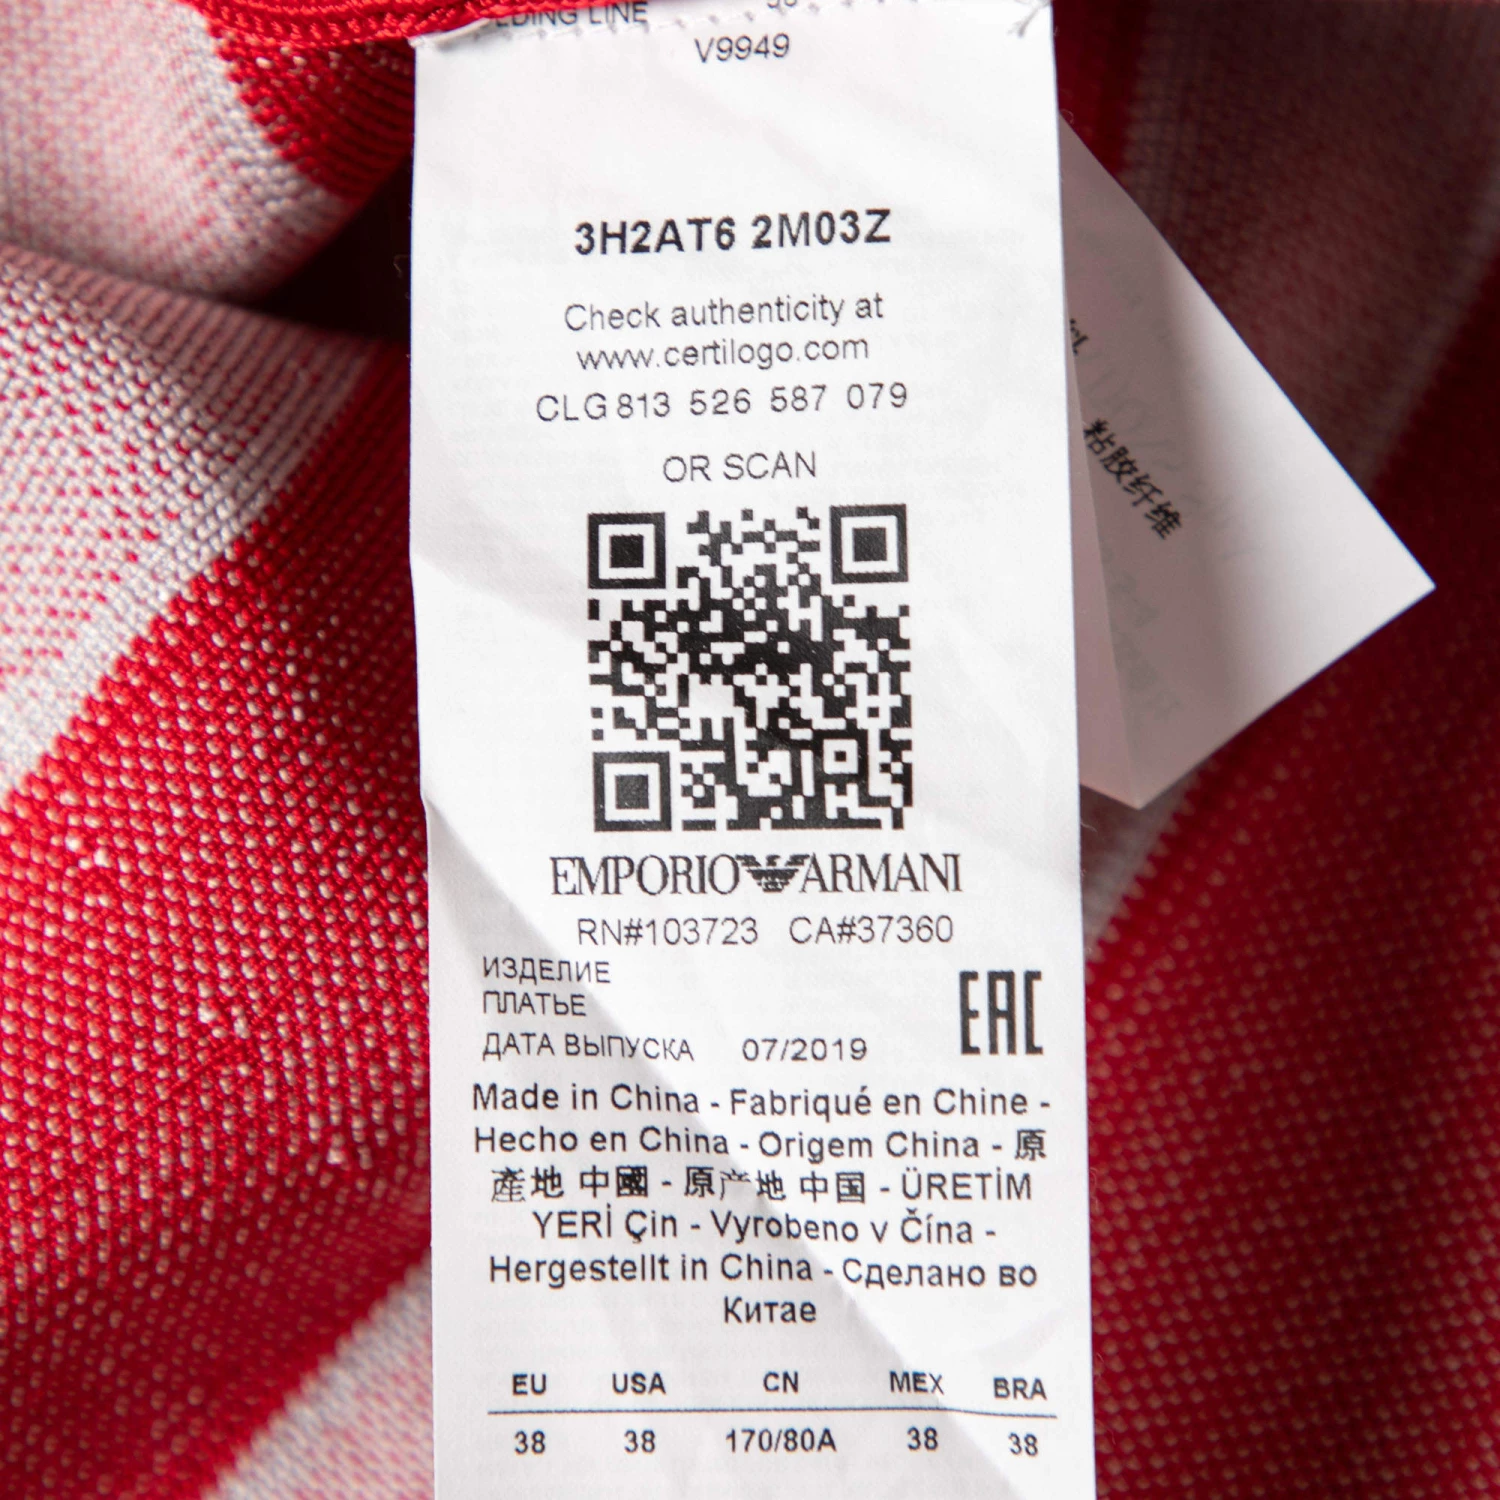 LINE
V9949
3H2AT6 2M03Z
Check authenticity at
www.certilogo.com
CLG 813 526 587 079
OR SCAN
EMPORIO ARMANI
RN#103723 CA#37360
ИЗДЕЛИЕ
ПЛАТЬЕ
ДАТА ВЫПУСКА 07/2019
EAC
Made in China - Fabriqué en Chine -
Hecho en China - Origem China - 原
產地 中國 - 原产地 中国 - ÜRETİM
YERİ Çin - Vyrobeno v Čína -
Hergestellt in China - Сделано во
Китае
EU USA CN MEX BRA
38 38 170/80A 38 38
粘胶纤维